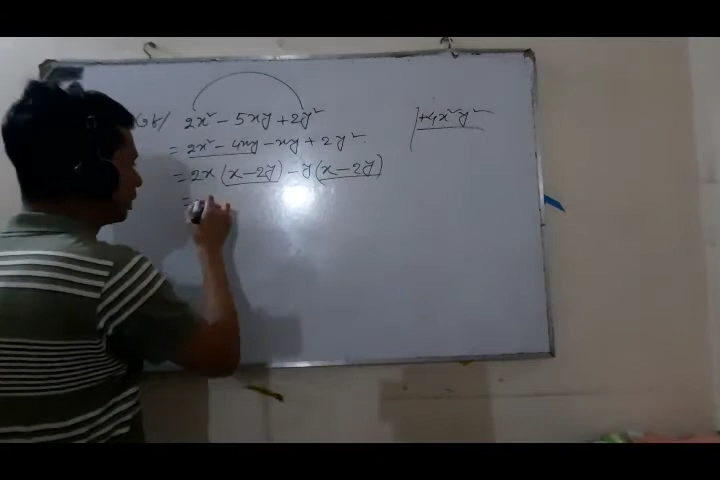 2x² - 5xy + 2y²
+4x²y²
= 2x² - 4xy - xy + 2y²
= 2x (x - 2y) - y (x - 2y)
=